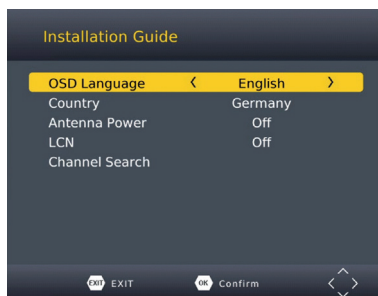 Installation Guide
OSD Language < English >
Country Germany
Antenna Power Off
LCN Off
Channel Search
EXIT EXIT OK Confirm